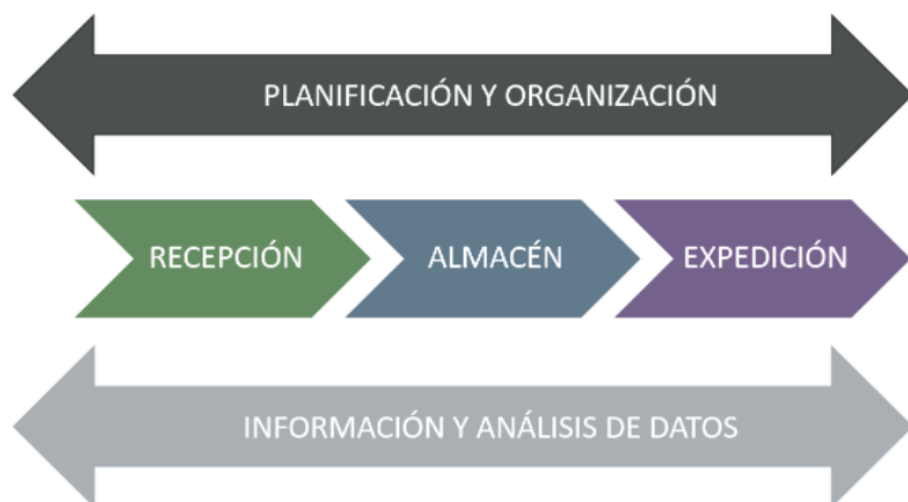 PLANIFICACIÓN Y ORGANIZACIÓN
RECEPCIÓN
ALMACÉN
EXPEDICIÓN
INFORMACIÓN Y ANÁLISIS DE DATOS